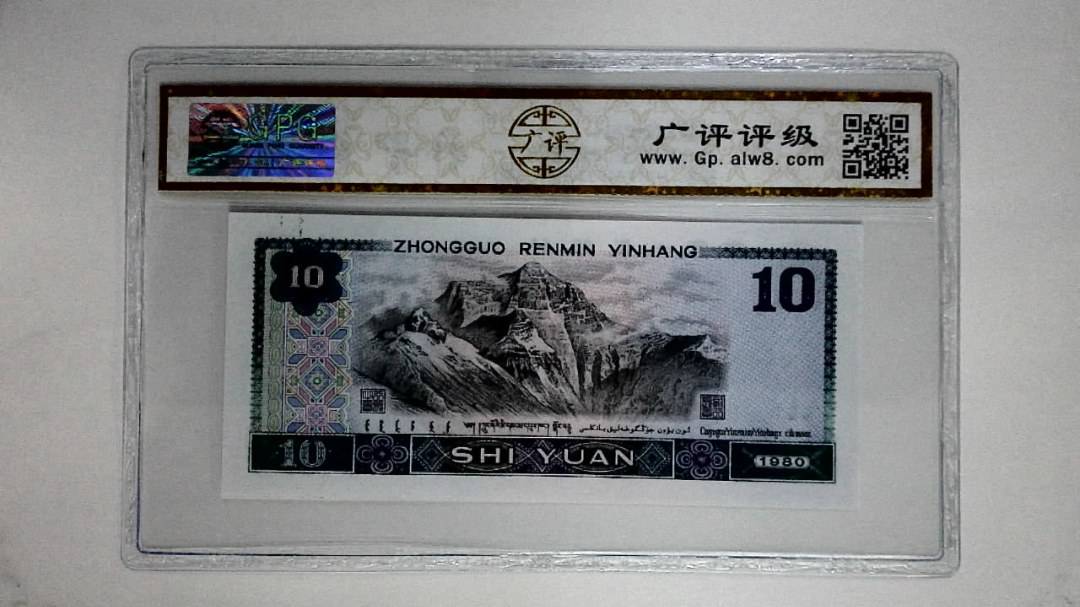 GPG
广评
广评评级
www.Gp.alw8.com
ZHONGGUO RENMIN YINHANG
10
10
10
SHI YUAN
1980